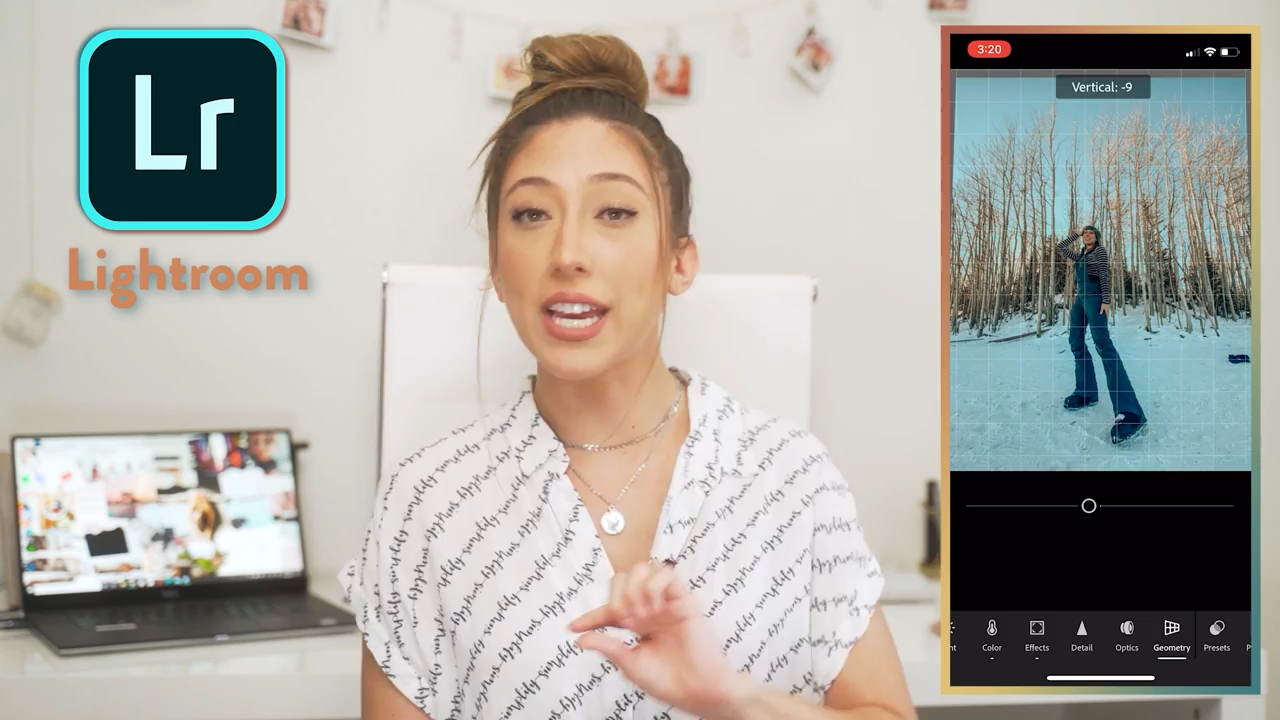 Lr
Lightroom
3:20
Vertical: -9
Color
Effects
Detail
Optics
Geometry
Presets